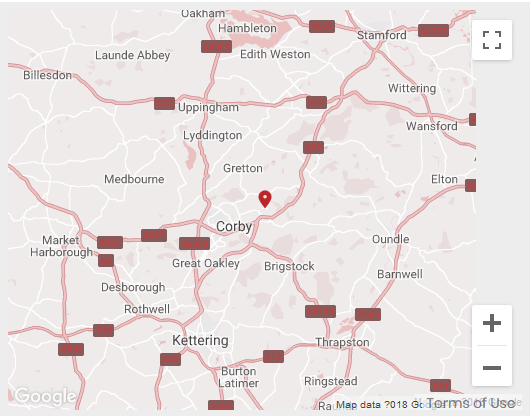 Oakham
Hambleton
Stamford
Launde Abbey
Edith Weston
Billesdon
Wittering
Uppingham
Wansford
Lyddington
Gretton
Medbourne
Elton
Corby
Market
Harborough
Oundle
Great Oakley
Brigstock
Barnwell
Desborough
Rothwell
Kettering
Thrapston
Burton
Latimer
Ringstead
Google
Map data ?2018
Terms of Use